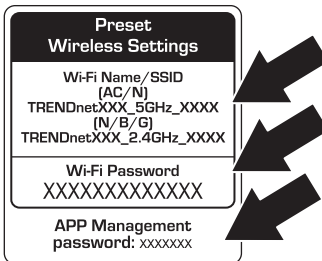 Preset
Wireless Settings
Wi-Fi Name/SSID
(AC/N)
TRENDnetXXX_5GHz_XXXX
(N/B/G)
TRENDnetXXX_2.4GHz_XXXX
Wi-Fi Password
XXXXXXXXXXXXX
APP Management
password: XXXXXXX